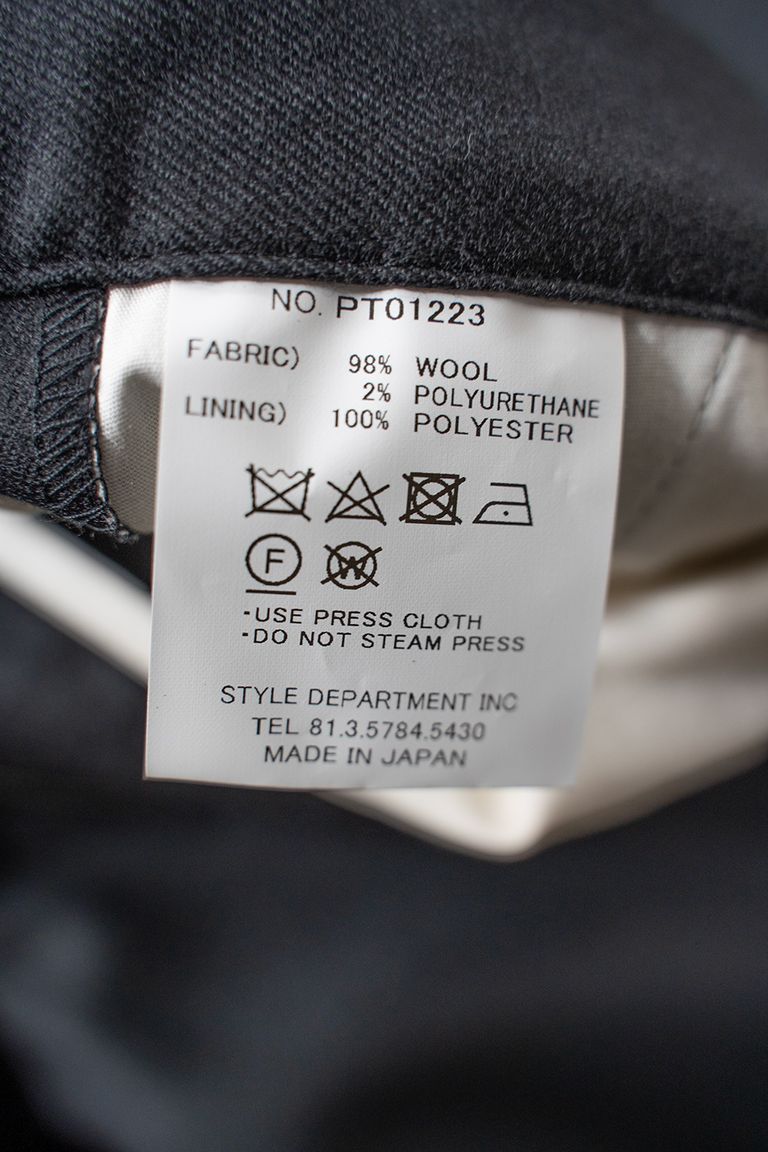 NO. PT01223
FABRIC) 98% WOOL
2% POLYURETHANE
LINING) 100% POLYESTER
F W
-USE PRESS CLOTH
-DO NOT STEAM PRESS
STYLE DEPARTMENT INC
TEL 81.3.5784.5430
MADE IN JAPAN